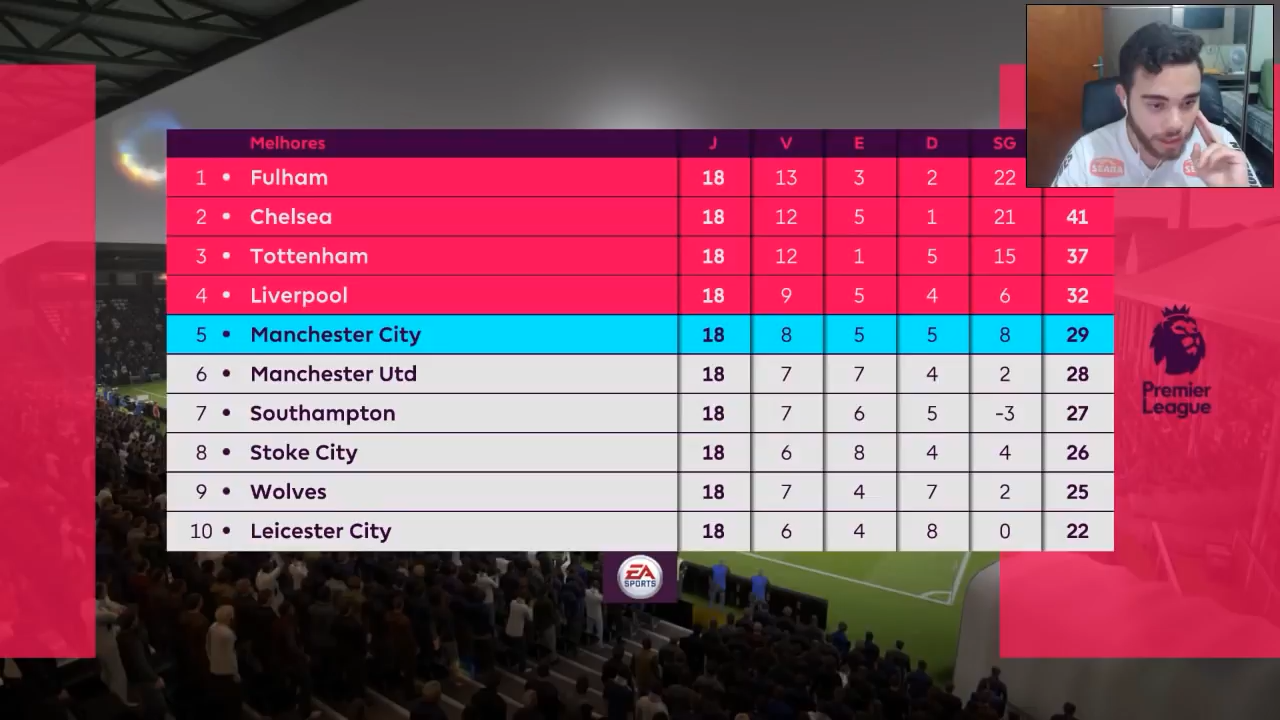 Melhores J V E D SG
1 • Fulham 18 13 3 2 22
2 • Chelsea 18 12 5 1 21 41
3 • Tottenham 18 12 1 5 15 37
4 • Liverpool 18 9 5 4 6 32
5 • Manchester City 18 8 5 5 8 29
6 • Manchester Utd 18 7 7 4 2 28
7 • Southampton 18 7 6 5 -3 27
8 • Stoke City 18 6 8 4 4 26
9 • Wolves 18 7 4 7 2 25
10 • Leicester City 18 6 4 8 0 22
Premier
League
EA
SPORTS
SEARA
SE